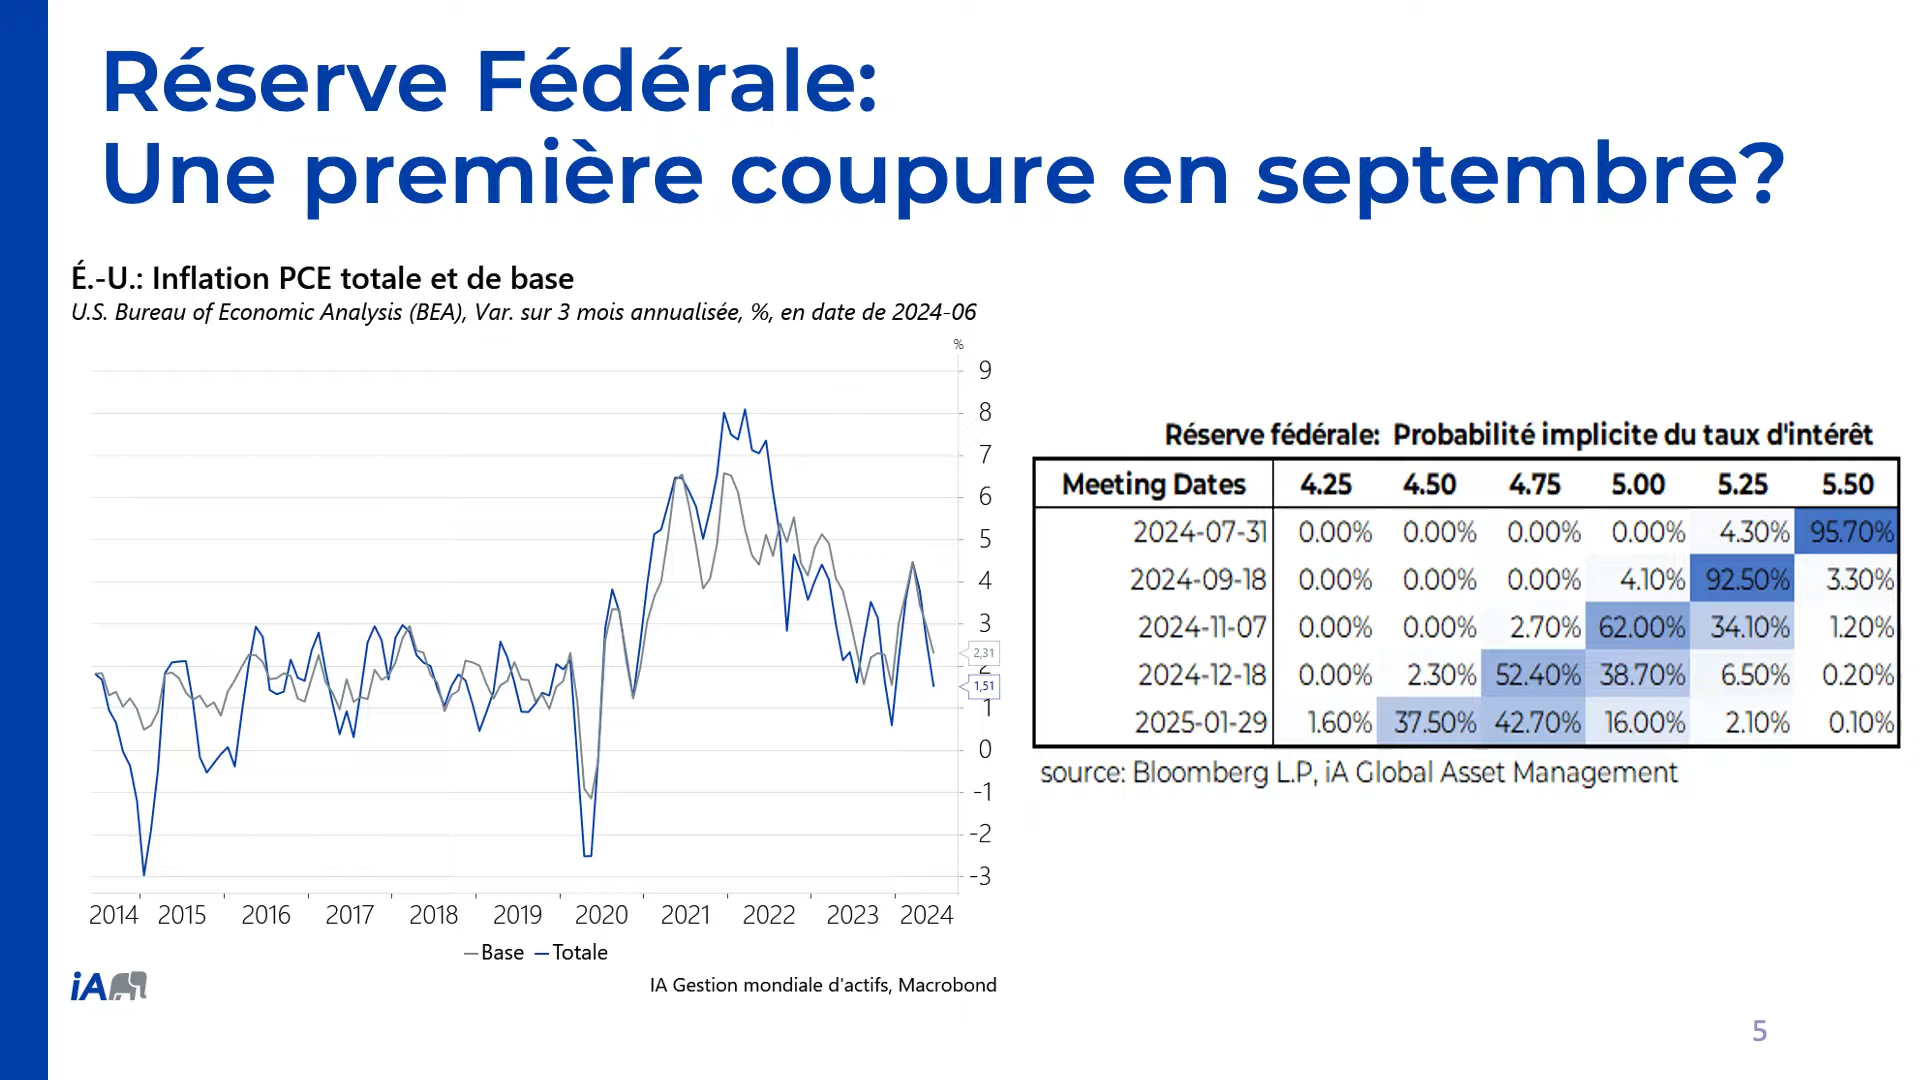 Réserve Fédérale:
Une première coupure en septembre?
É.-U.: Inflation PCE totale et de base
U.S. Bureau of Economic Analysis (BEA), Var. sur 3 mois annualisée, %, en date de 2024-06
%
9
8
7
6
5
4
3
2,31
2
1,51
1
0
-1
-2
-3
2014 2015 2016 2017 2018 2019 2020 2021 2022 2023 2024
Base Totale
iA
IA Gestion mondiale d'actifs, Macrobond
Réserve fédérale: Probabilité implicite du taux d'intérêt
Meeting Dates 4.25 4.50 4.75 5.00 5.25 5.50
2024-07-31 0.00% 0.00% 0.00% 0.00% 4.30% 95.70%
2024-09-18 0.00% 0.00% 0.00% 4.10% 92.50% 3.30%
2024-11-07 0.00% 0.00% 2.70% 62.00% 34.10% 1.20%
2024-12-18 0.00% 2.30% 52.40% 38.70% 6.50% 0.20%
2025-01-29 1.60% 37.50% 42.70% 16.00% 2.10% 0.10%
source: Bloomberg L.P, iA Global Asset Management
5